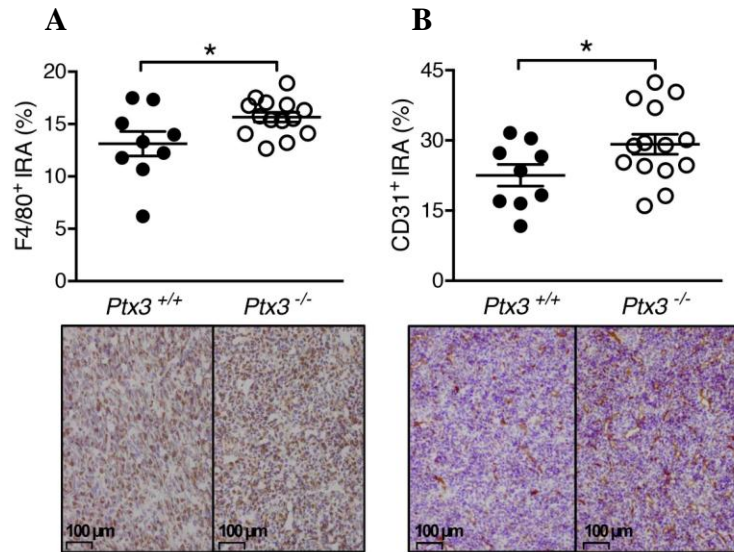 A
*
20
15
10
5
0
F4/80⁺ IRA (%)
Ptx3 +/+
Ptx3 -/-
100 µm
100 µm
B
*
45
30
15
0
CD31⁺ IRA (%)
Ptx3 +/+
Ptx3 -/-
100 µm
100 µm